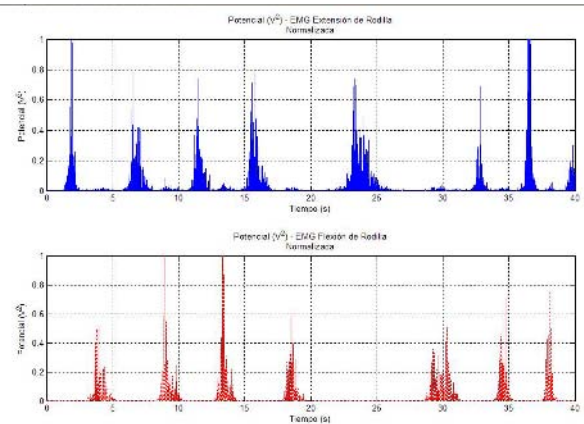 Potencial (V²) - EMG Extensión de Rodilla
Normalizada
Potencial (V²)
1
0.8
0.6
0.4
0.2
0
0 5 10 15 20 25 30 35 40
Tiempo (s)
Potencial (V²) - EMG Flexión de Rodilla
Normalizada
Potencial (V²)
1
0.8
0.6
0.4
0.2
0
0 5 10 15 20 25 30 35 40
Tiempo (s)